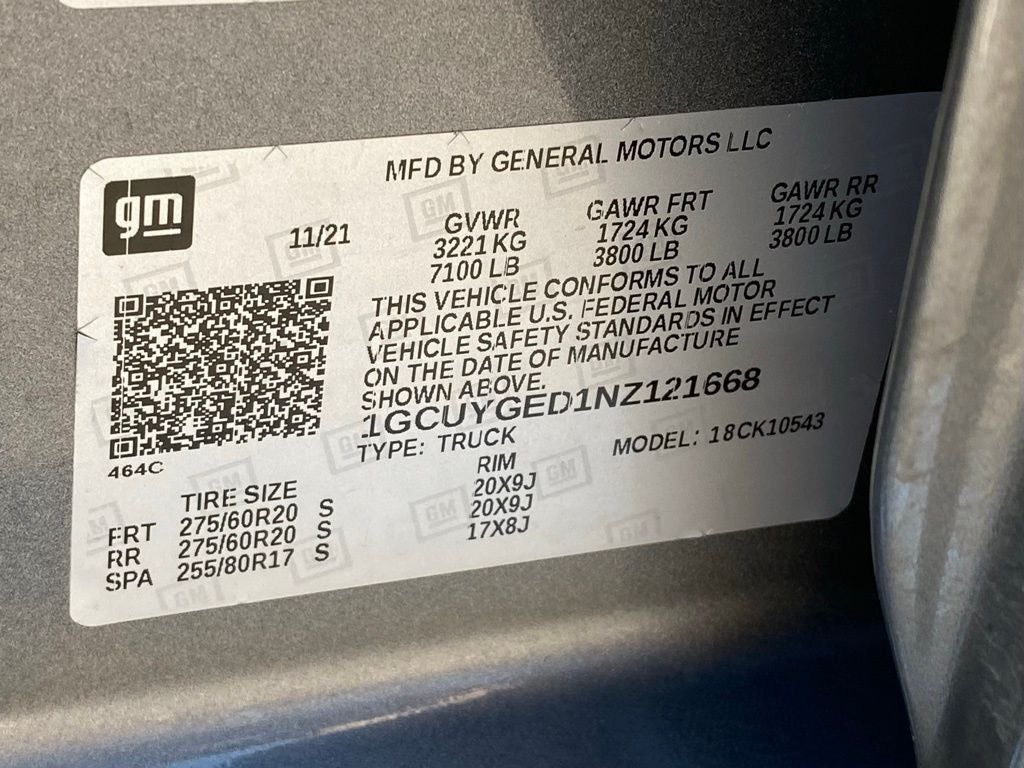 MFD BY GENERAL MOTORS LLC
gm
11/21
GVWR GAWR FRT GAWR RR
3221 KG 1724 KG 1724 KG
7100 LB 3800 LB 3800 LB
THIS VEHICLE CONFORMS TO ALL
APPLICABLE U.S. FEDERAL MOTOR
VEHICLE SAFETY STANDARDS IN EFFECT
ON THE DATE OF MANUFACTURE
SHOWN ABOVE.
1GCUYGED1NZ121668
TYPE: TRUCK MODEL: 18CK10543
464C
TIRE SIZE RIM
FRT 275/60R20 S 20X9J
RR 275/60R20 S 20X9J
SPA 255/80R17 S 17X8J